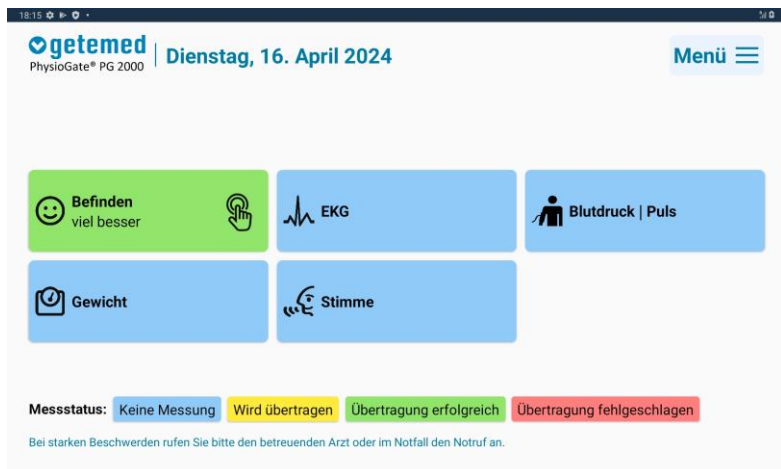 18:15
getemed
PhysioGate® PG 2000
Dienstag, 16. April 2024
Menü
Befinden
viel besser
EKG
Blutdruck | Puls
Gewicht
Stimme
Messstatus: Keine Messung Wird übertragen Übertragung erfolgreich Übertragung fehlgeschlagen
Bei starken Beschwerden rufen Sie bitte den betreuenden Arzt oder im Notfall den Notruf an.